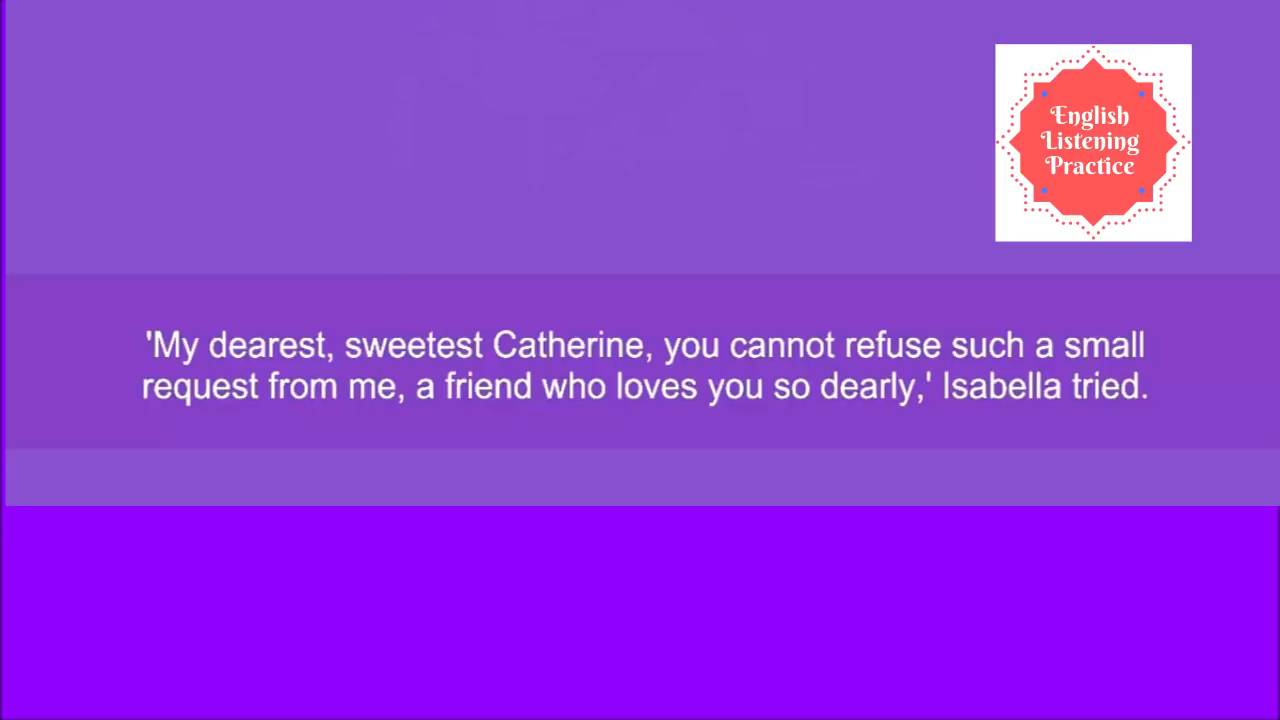 English
Listening
Practice
'My dearest, sweetest Catherine, you cannot refuse such a small
request from me, a friend who loves you so dearly,' Isabella tried.